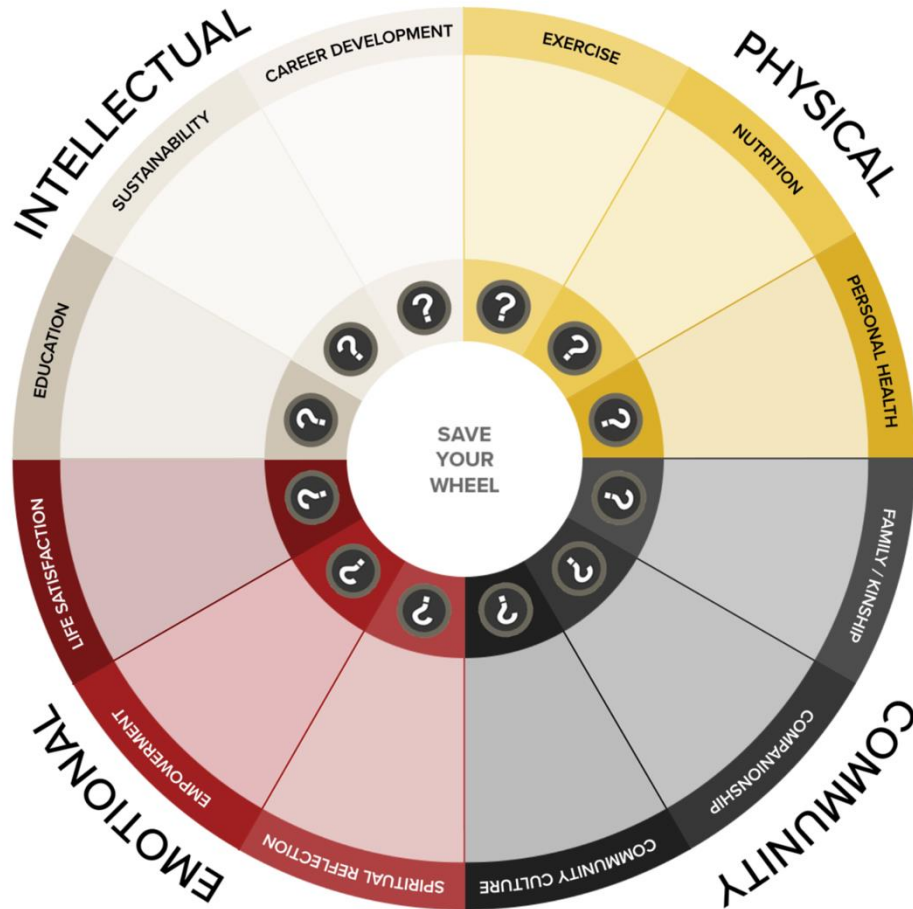 INTELLECTUAL
CAREER DEVELOPMENT
SUSTAINABILITY
EDUCATION
PHYSICAL
EXERCISE
NUTRITION
PERSONAL HEALTH
?
?
?
?
?
?
?
?
?
?
?
?
SAVE
YOUR
WHEEL
EMOTIONAL
LIFE SATISFACTION
EMPOWERMENT
SPIRITUAL REFLECTION
COMMUNITY
FAMILY / KINSHIP
COMPANIONSHIP
COMMUNITY CULTURE